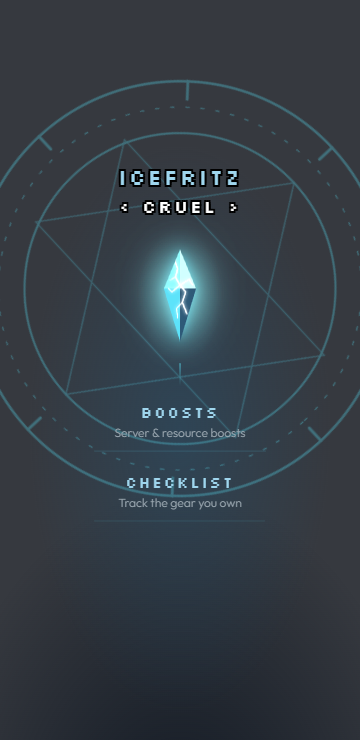 ICEFRITZ
‹ CRUEL ›
BOOSTS
Server & resource boosts
CHECKLIST
Track the gear you own